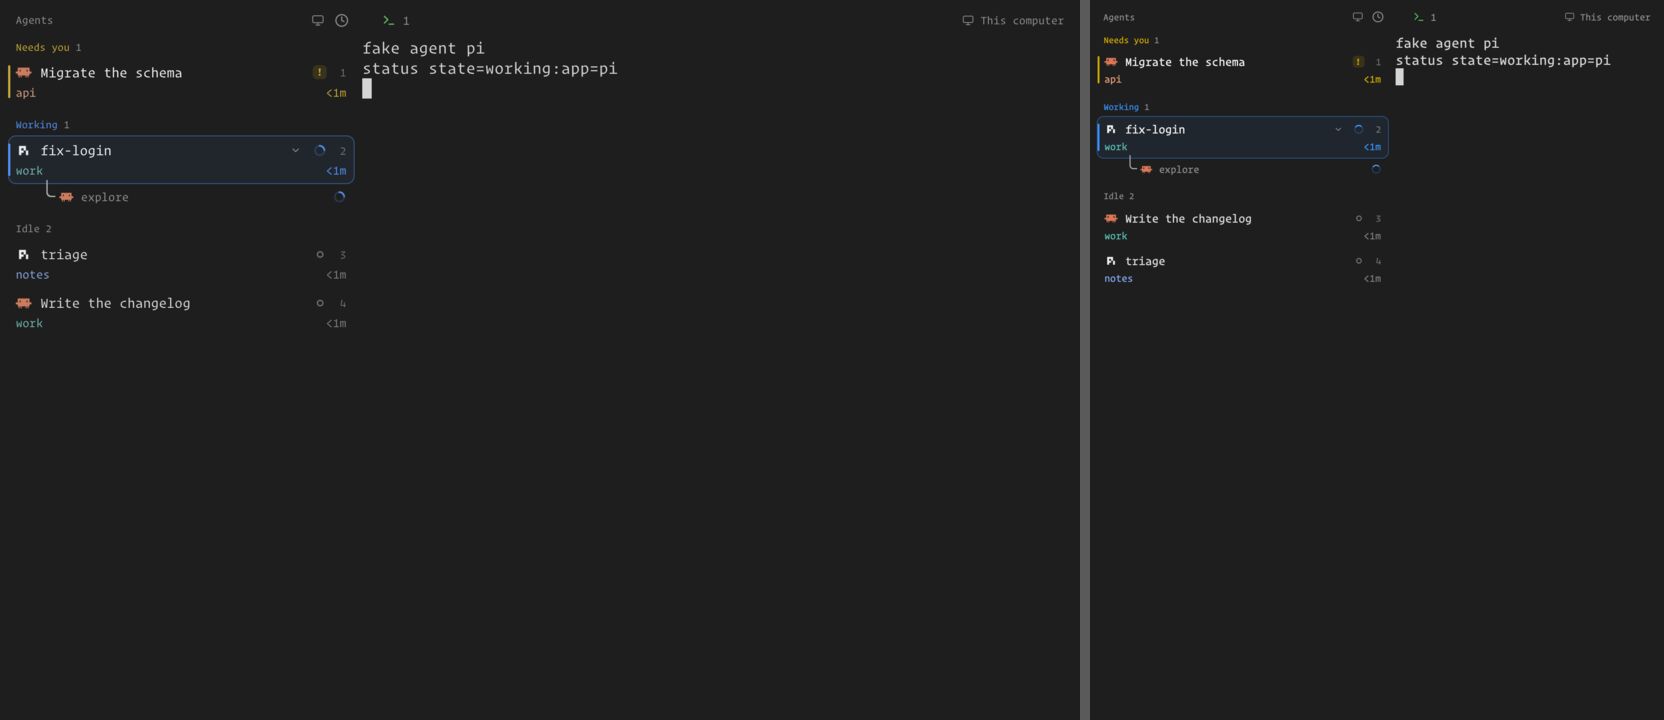 Agents
Needs you 1
Migrate the schema ! 1
api <1m
Working 1
fix-login 2
work <1m
explore
Idle 2
triage 3
notes <1m
Write the changelog 4
work <1m
>_ 1 This computer
fake agent pi
status state=working:app=pi
Agents
Needs you 1
Migrate the schema ! 1
api <1m
Working 1
fix-login 2
work <1m
explore
Idle 2
Write the changelog 3
work <1m
triage 4
notes <1m
>_ 1 This computer
fake agent pi
status state=working:app=pi